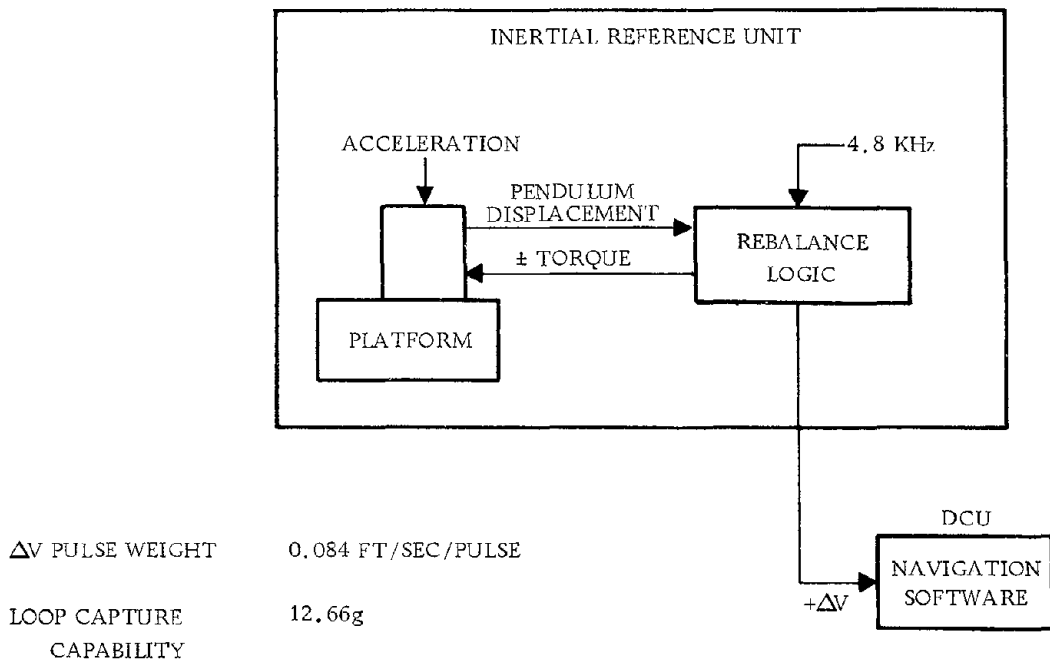 INERTIAL REFERENCE UNIT
ACCELERATION
4.8 KHz
PENDULUM
DISPLACEMENT
± TORQUE
REBALANCE
LOGIC
PLATFORM
DCU
ΔV PULSE WEIGHT 0.084 FT/SEC/PULSE
NAVIGATION
SOFTWARE
+ΔV
LOOP CAPTURE 12.66g
CAPABILITY